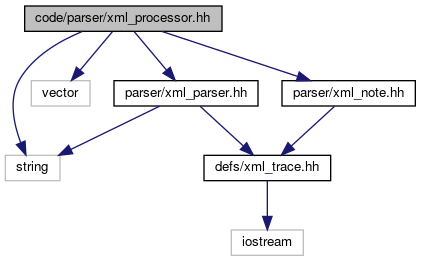 code/parser/xml_processor.hh
vector
parser/xml_parser.hh
parser/xml_note.hh
string
defs/xml_trace.hh
iostream